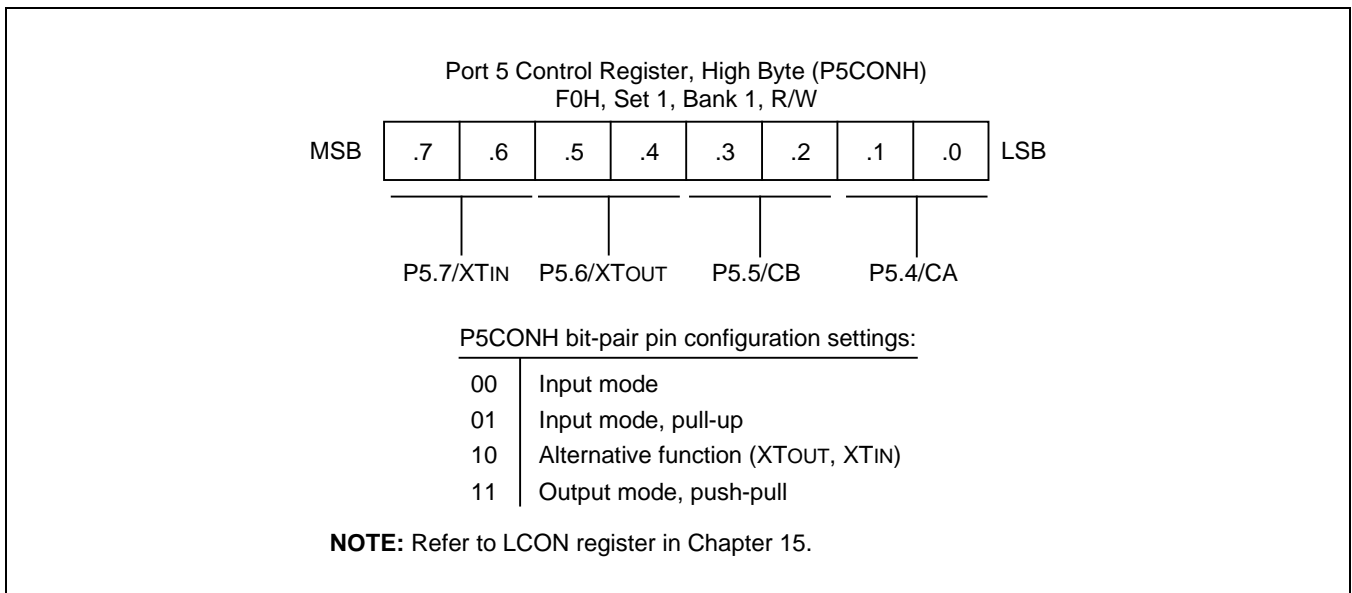 Port 5 Control Register, High Byte (P5CONH)
F0H, Set 1, Bank 1, R/W
MSB .7 .6 .5 .4 .3 .2 .1 .0 LSB
P5.7/XTIN P5.6/XTOUT P5.5/CB P5.4/CA
P5CONH bit-pair pin configuration settings:
00 Input mode
01 Input mode, pull-up
10 Alternative function (XTOUT, XTIN)
11 Output mode, push-pull
NOTE: Refer to LCON register in Chapter 15.